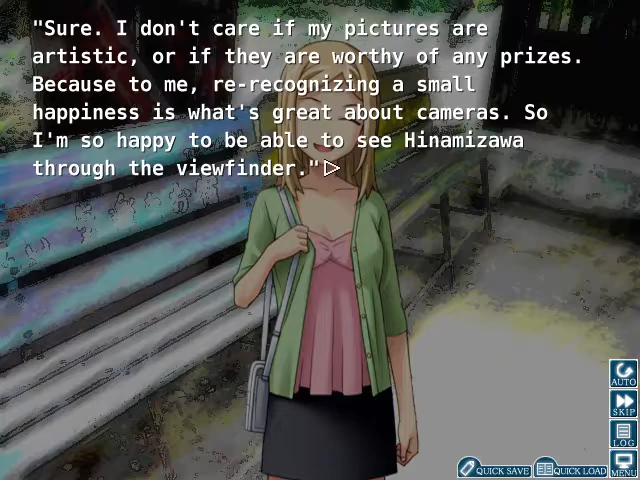 "Sure. I don't care if my pictures are
artistic, or if they are worthy of any prizes.
Because to me, re-recognizing a small
happiness is what's great about cameras. So
I'm so happy to be able to see Hinamizawa
through the viewfinder."
AUTO
SKIP
LOG
QUICK SAVE QUICK LOAD MENU